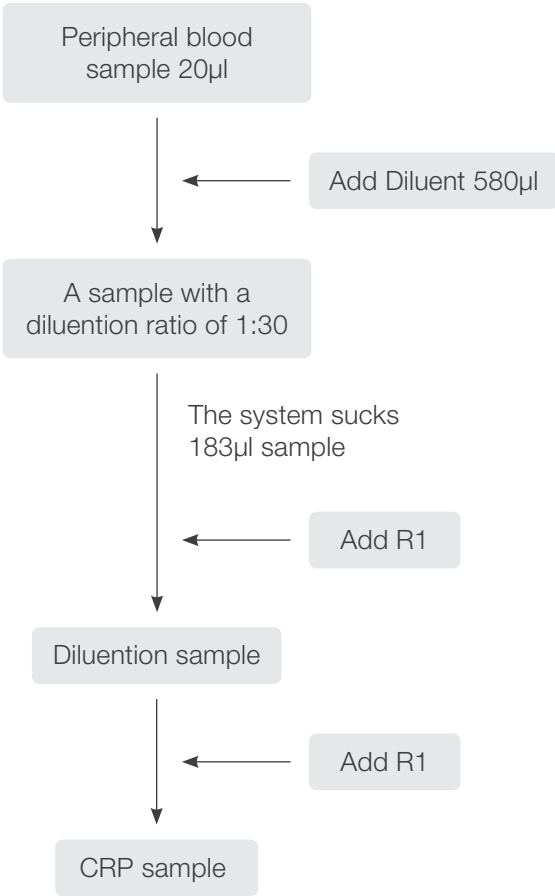 Peripheral blood
sample 20µl
Add Diluent 580µl
A sample with a
diluention ratio of 1:30
The system sucks
183µl sample
Add R1
Diluention sample
Add R1
CRP sample